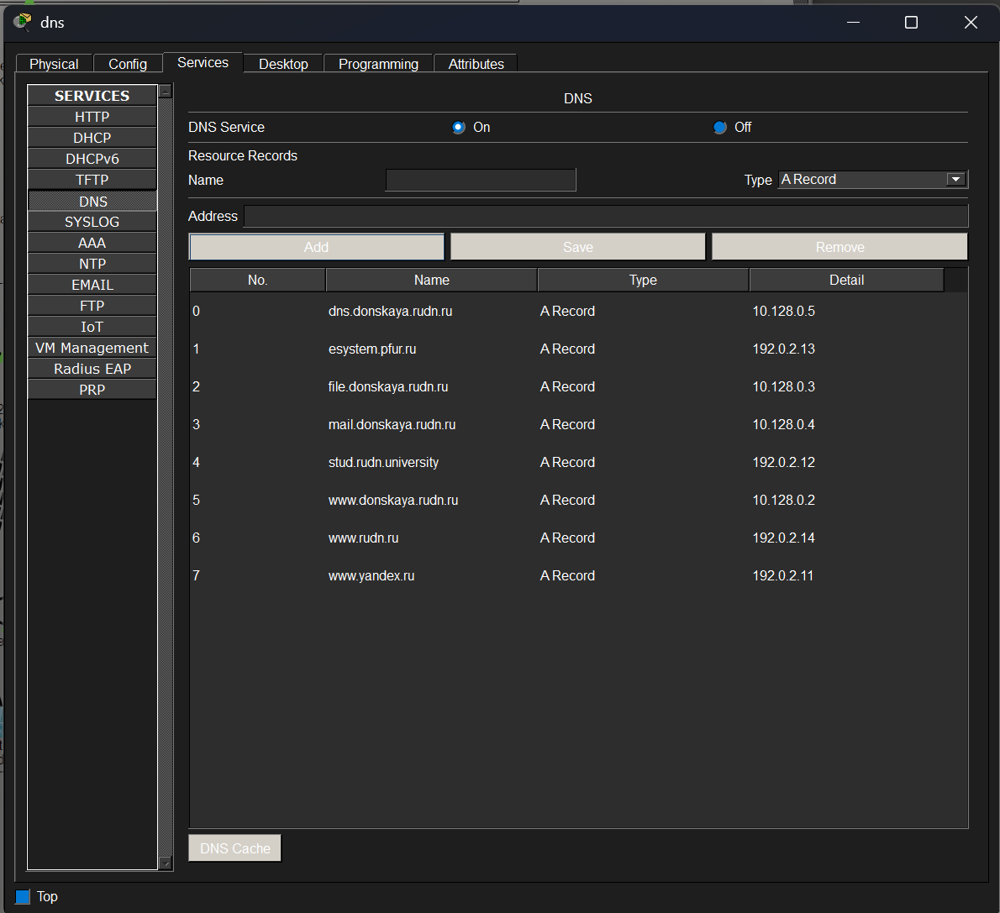 dns
Physical Config Services Desktop Programming Attributes
SERVICES
HTTP
DHCP
DHCPv6
TFTP
DNS
SYSLOG
AAA
NTP
EMAIL
FTP
IoT
VM Management
Radius EAP
PRP
DNS
DNS Service On Off
Resource Records
Name Type A Record
Address
Add Save Remove
No. Name Type Detail
0 dns.donskaya.rudn.ru A Record 10.128.0.5
1 esystem.pfur.ru A Record 192.0.2.13
2 file.donskaya.rudn.ru A Record 10.128.0.3
3 mail.donskaya.rudn.ru A Record 10.128.0.4
4 stud.rudn.university A Record 192.0.2.12
5 www.donskaya.rudn.ru A Record 10.128.0.2
6 www.rudn.ru A Record 192.0.2.14
7 www.yandex.ru A Record 192.0.2.11
DNS Cache
Top